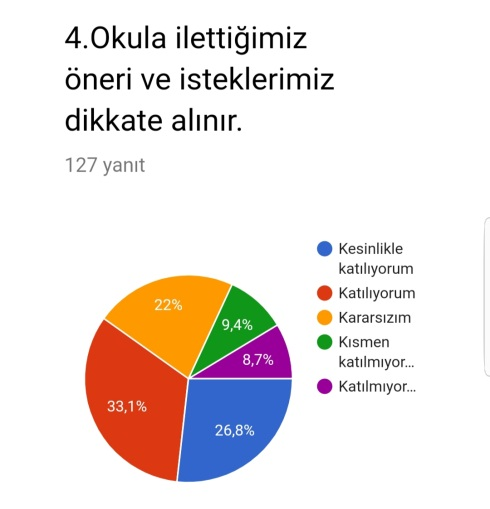 4.Okula ilettiğimiz
öneri ve isteklerimiz
dikkate alınır.
127 yanıt
Kesinlikle
katılıyorum
Katılıyorum
Kararsızım
Kısmen
katılmıyor...
Katılmıyor...
22%
9,4%
8,7%
33,1%
26,8%